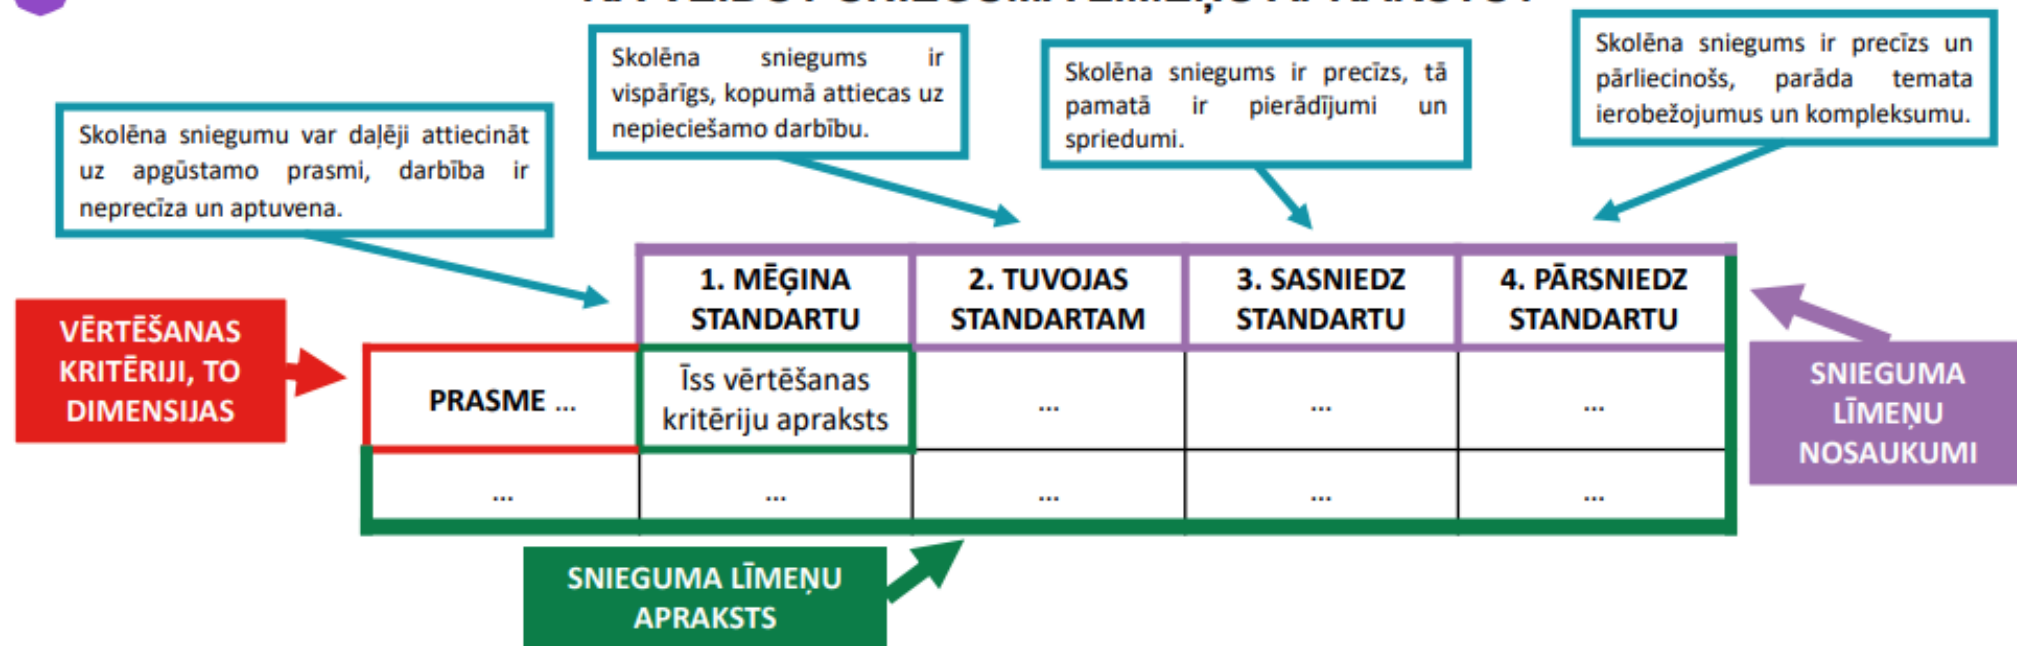 Skolēna sniegums ir
vispārīgs, kopumā attiecas uz
nepieciešamo darbību.
Skolēna sniegums ir precīzs, tā
pamatā ir pierādījumi un
spriedumi.
Skolēna sniegums ir precīzs un
pārliecinošs, parāda temata
ierobežojumus un kompleksumu.
Skolēna sniegumu var daļēji attiecināt
uz apgūstamo prasmi, darbība ir
neprecīza un aptuvena.
1. MĒĢINA
STANDARTU
2. TUVOJAS
STANDARTAM
3. SASNIEDZ
STANDARTU
4. PĀRSNIEDZ
STANDARTU
VĒRTĒŠANAS
KRITĒRIJI, TO
DIMENSIJAS
PRASME ...
Īss vērtēšanas
kritēriju apraksts
...
...
...
SNIEGUMA
LĪMEŅU
NOSAUKUMI
...
...
...
...
...
SNIEGUMA LĪMEŅU
APRAKSTS